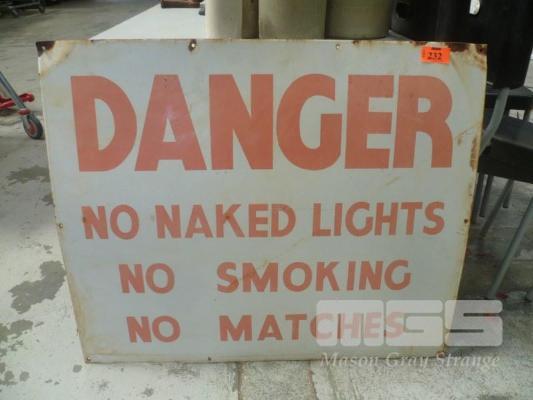 232
DANGER
NO NAKED LIGHTS
NO SMOKING
NO MATCHES
MGS
Mason Gray Strange